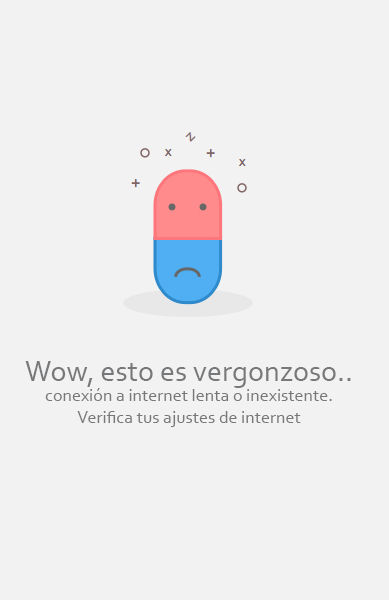 Wow, esto es vergonzoso..
conexión a internet lenta o inexistente.
Verifica tus ajustes de internet